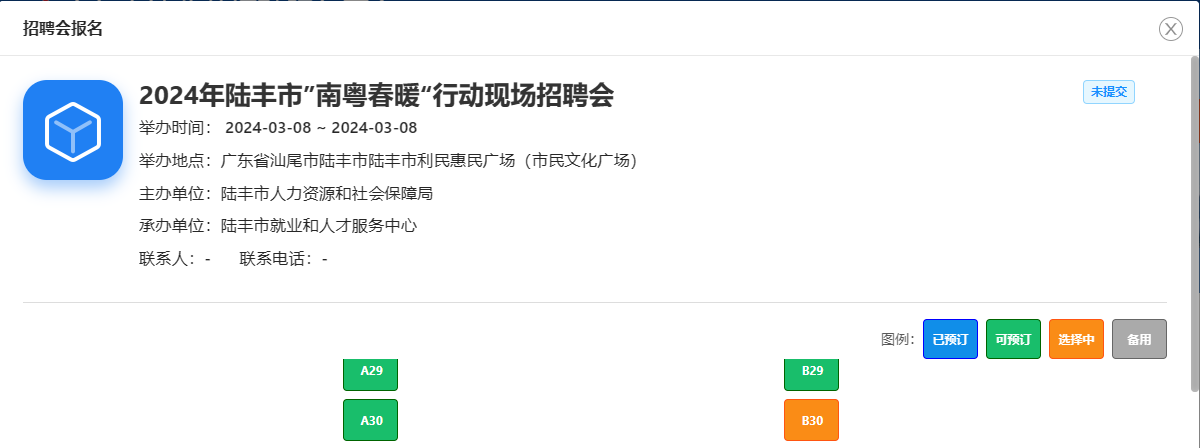 招聘会报名
2024年陆丰市”南粤春暖“行动现场招聘会
未提交
举办时间： 2024-03-08 ~ 2024-03-08
举办地点：广东省汕尾市陆丰市陆丰市利民惠民广场（市民文化广场）
主办单位：陆丰市人力资源和社会保障局
承办单位：陆丰市就业和人才服务中心
联系人：- 联系电话：-
图例： 已预订 可预订 选择中 备用
A29 B29
A30 B30